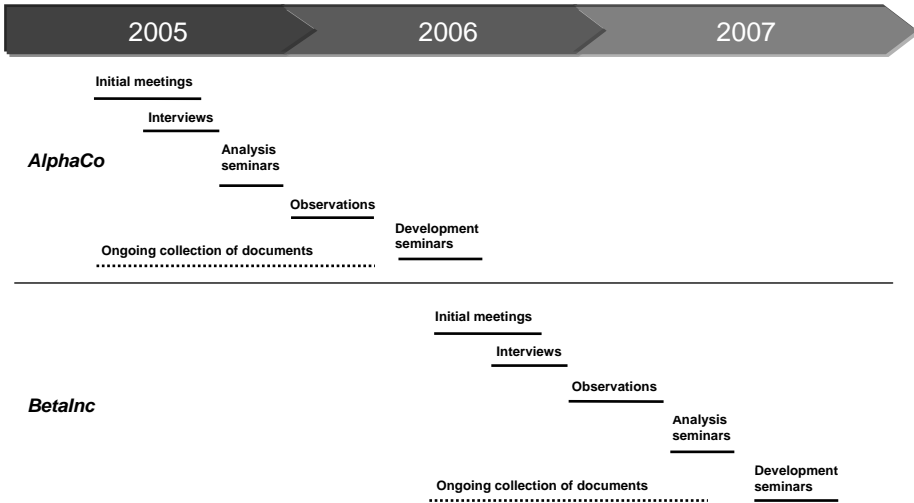 2005 2006 2007
Initial meetings
Interviews
AlphaCo
Analysis
seminars
Observations
Development
seminars
Ongoing collection of documents
Initial meetings
Interviews
Observations
BetaInc
Analysis
seminars
Development
seminars
Ongoing collection of documents